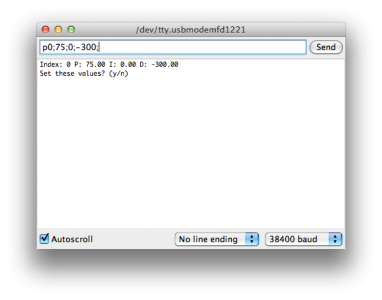 /dev/tty.usbmodemfd1221
p0;75;0;-300;
Send
Index: 0 P: 75.00 I: 0.00 D: -300.00
Set these values? (y/n)
Autoscroll
No line ending
38400 baud